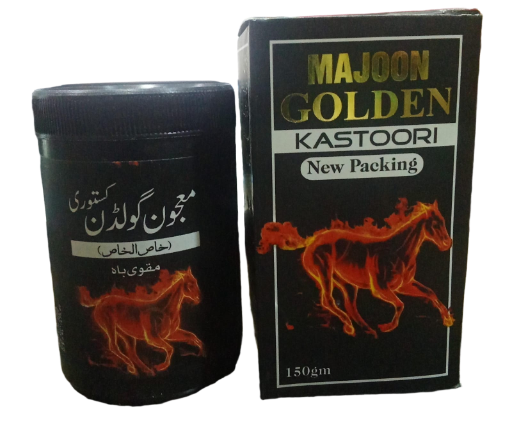 معجون گولڈن کستوری
(خاص الخاص)
مقوی باہ
MAJOON
GOLDEN
KASTOORI
New Packing
150gm